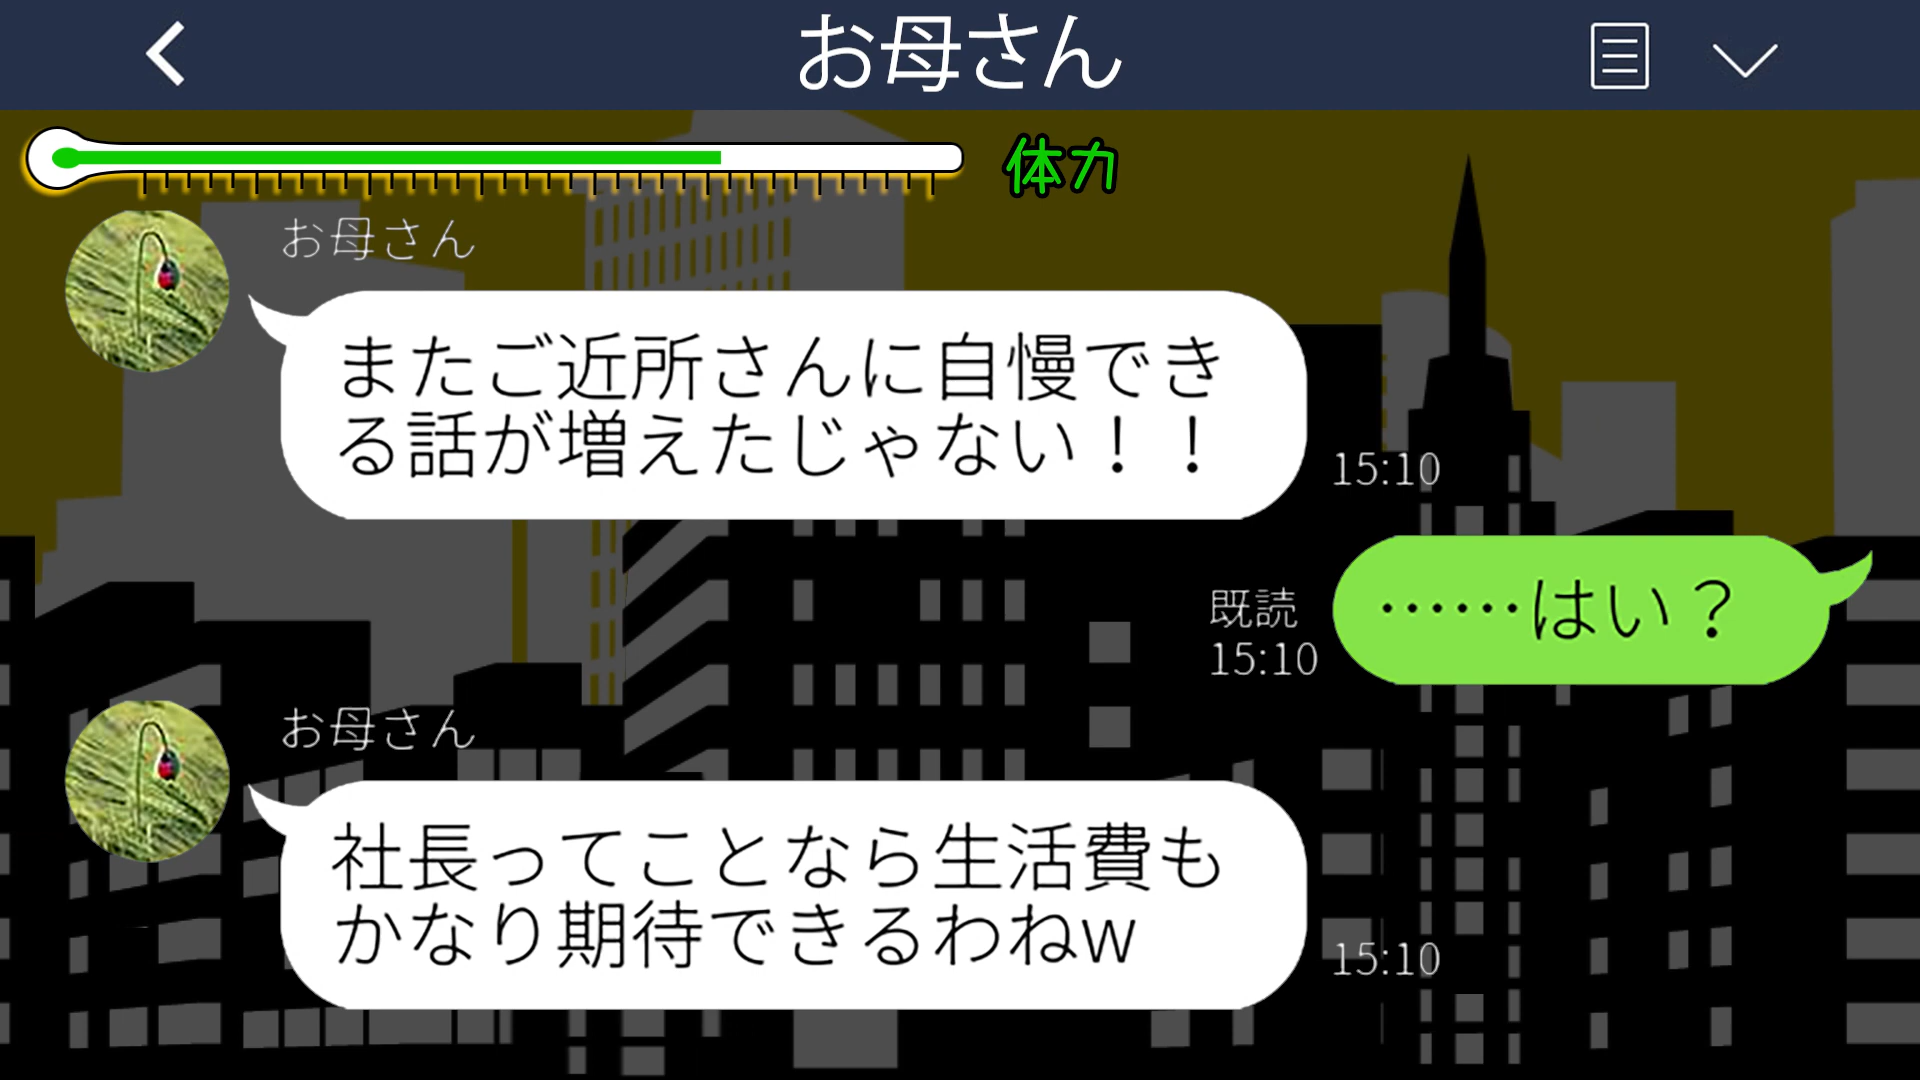 お母さん
体力
お母さん
またご近所さんに自慢でき
る話が増えたじゃない！！
15:10
……はい？
既読
15:10
お母さん
社長ってことなら生活費も
かなり期待できるわねw
15:10